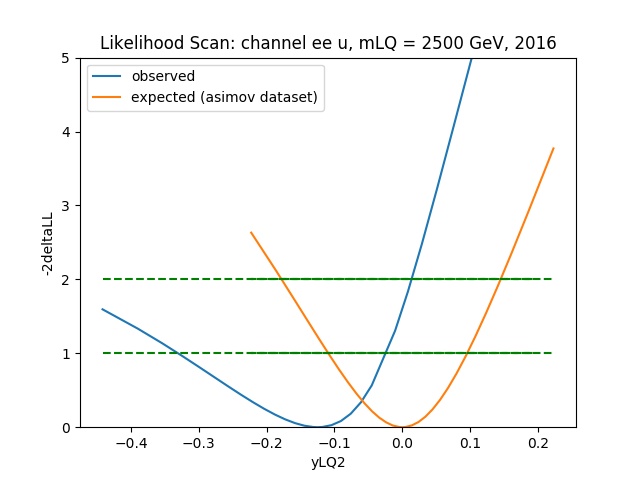 Likelihood Scan: channel ee u, mLQ = 2500 GeV, 2016
observed
expected (asimov dataset)
5
4
3
2
1
0
-2deltaLL
−0.4 −0.3 −0.2 −0.1 0.0 0.1 0.2
yLQ2